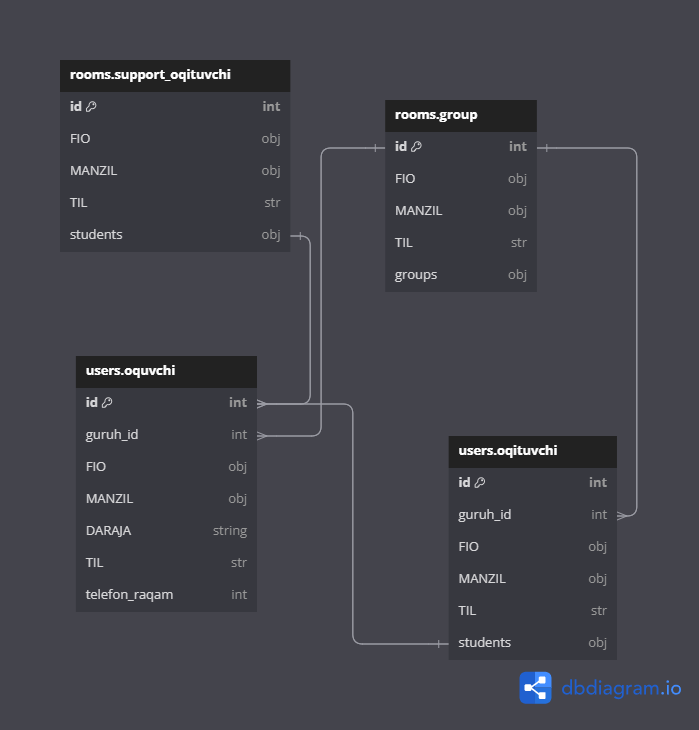 rooms.support_oqituvchi
id int
FIO obj
MANZIL obj
TIL str
students obj
rooms.group
id int
FIO obj
MANZIL obj
TIL str
groups obj
users.oquvchi
id int
guruh_id int
FIO obj
MANZIL obj
DARAJA string
TIL str
telefon_raqam int
users.oqituvchi
id int
guruh_id int
FIO obj
MANZIL obj
TIL str
students obj
dbdiagram.io